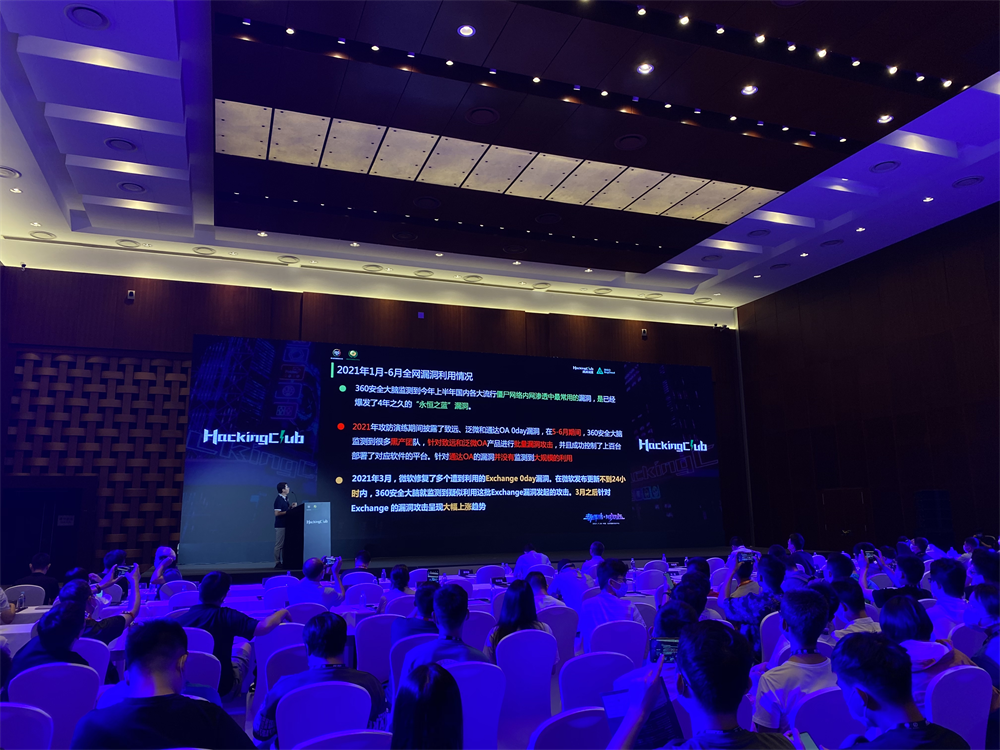 2021年1月-6月全网漏洞利用情况
HackingClub
360安全大脑监测到今年上半年国内各大流行僵尸网络内网渗透中最常用的漏洞，是已经
爆发了4年之久的“永恒之蓝”漏洞。
2021年攻防演练期间披露了致远、泛微和通达OA 0day漏洞，在5-6月期间，360安全大脑
监测到很多黑产团队，针对致远和泛微OA产品进行批量漏洞攻击，并且成功控制了上百台
部署了对应软件的平台。针对通达OA的漏洞并没有监测到大规模的利用
2021年3月，微软修复了多个遭到利用的Exchange 0day漏洞。在微软发布更新不到24小
时内，360安全大脑就监测到疑似利用这批Exchange漏洞发起的攻击。3月之后针对
Exchange 的漏洞攻击呈现大幅上涨趋势
HackingClub
HackingClub
HackingClub